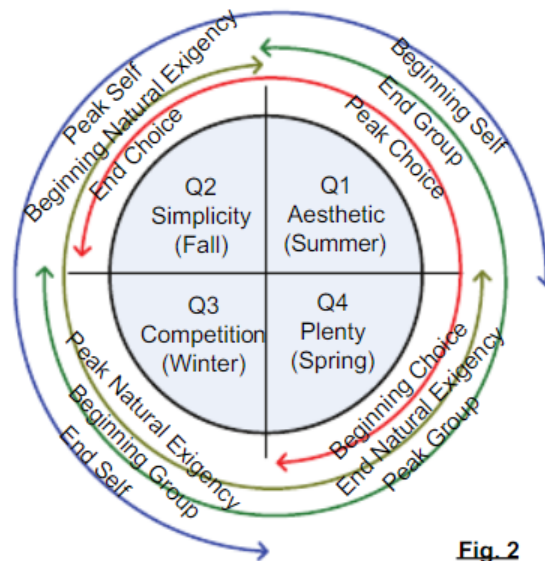 Peak Self
Beginning Natural Exigency
End Choice
Beginning Self
End Group
Peak Choice
Q2
Simplicity
(Fall)
Q1
Aesthetic
(Summer)
Q3
Competition
(Winter)
Q4
Plenty
(Spring)
Peak Natural Exigency
Beginning Group
End Self
Beginning Choice
End Natural Exigency
Peak Group
Fig. 2